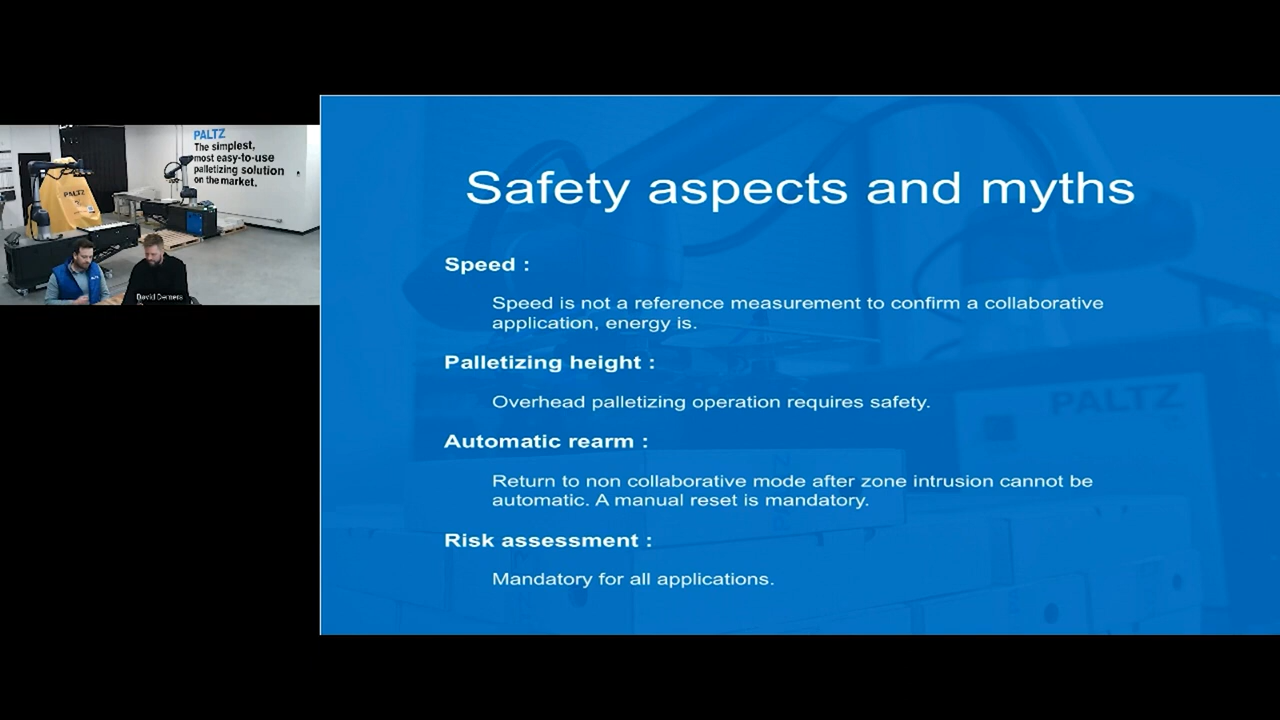 PALTZ
The simplest,
most easy-to-use
palletizing solution
on the market.
PALTZ
David Demers
Safety aspects and myths
Speed :
Speed is not a reference measurement to confirm a collaborative
application, energy is.
Palletizing height :
Overhead palletizing operation requires safety.
PALTZ
Automatic rearm :
Return to non collaborative mode after zone intrusion cannot be
automatic. A manual reset is mandatory.
Risk assessment :
Mandatory for all applications.